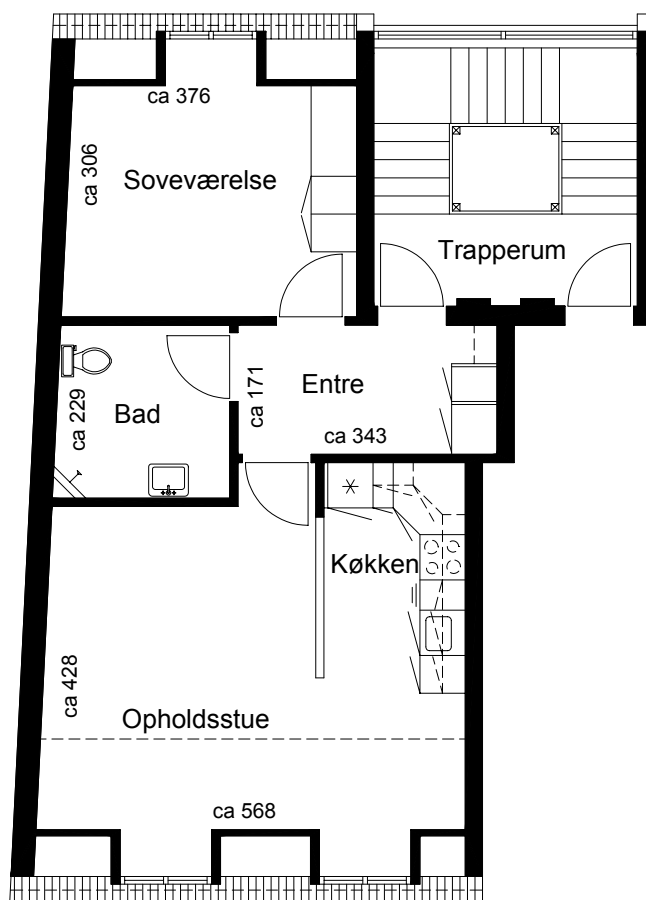 ca 376
ca 306
Soveværelse
Trapperum
Entre
ca 171
ca 343
Bad
ca 229
Køkken
ca 428
Opholdsstue
ca 568